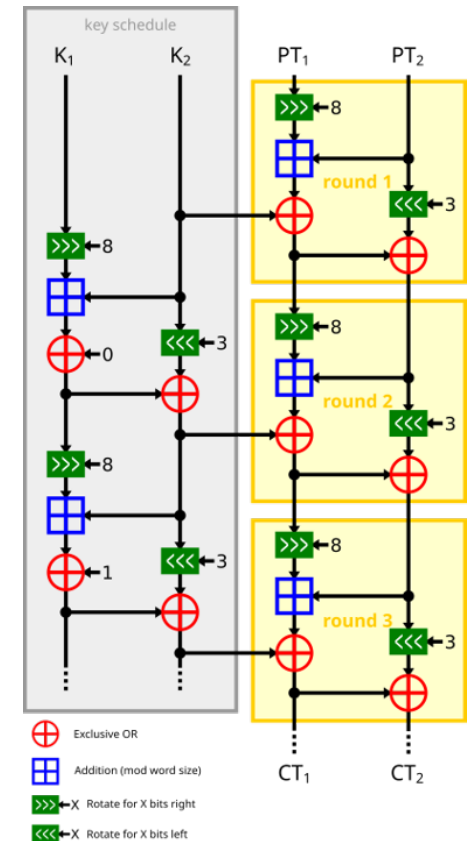 key schedule
K₁ K₂ PT₁ PT₂
>>> 8
round 1
<<< 3
>>> 8
<<< 3
0
>>> 8
round 2
<<< 3
>>> 8
<<< 3
1
>>> 8
round 3
<<< 3
CT₁ CT₂
Exclusive OR
Addition (mod word size)
>>> X Rotate for X bits right
<<< X Rotate for X bits left